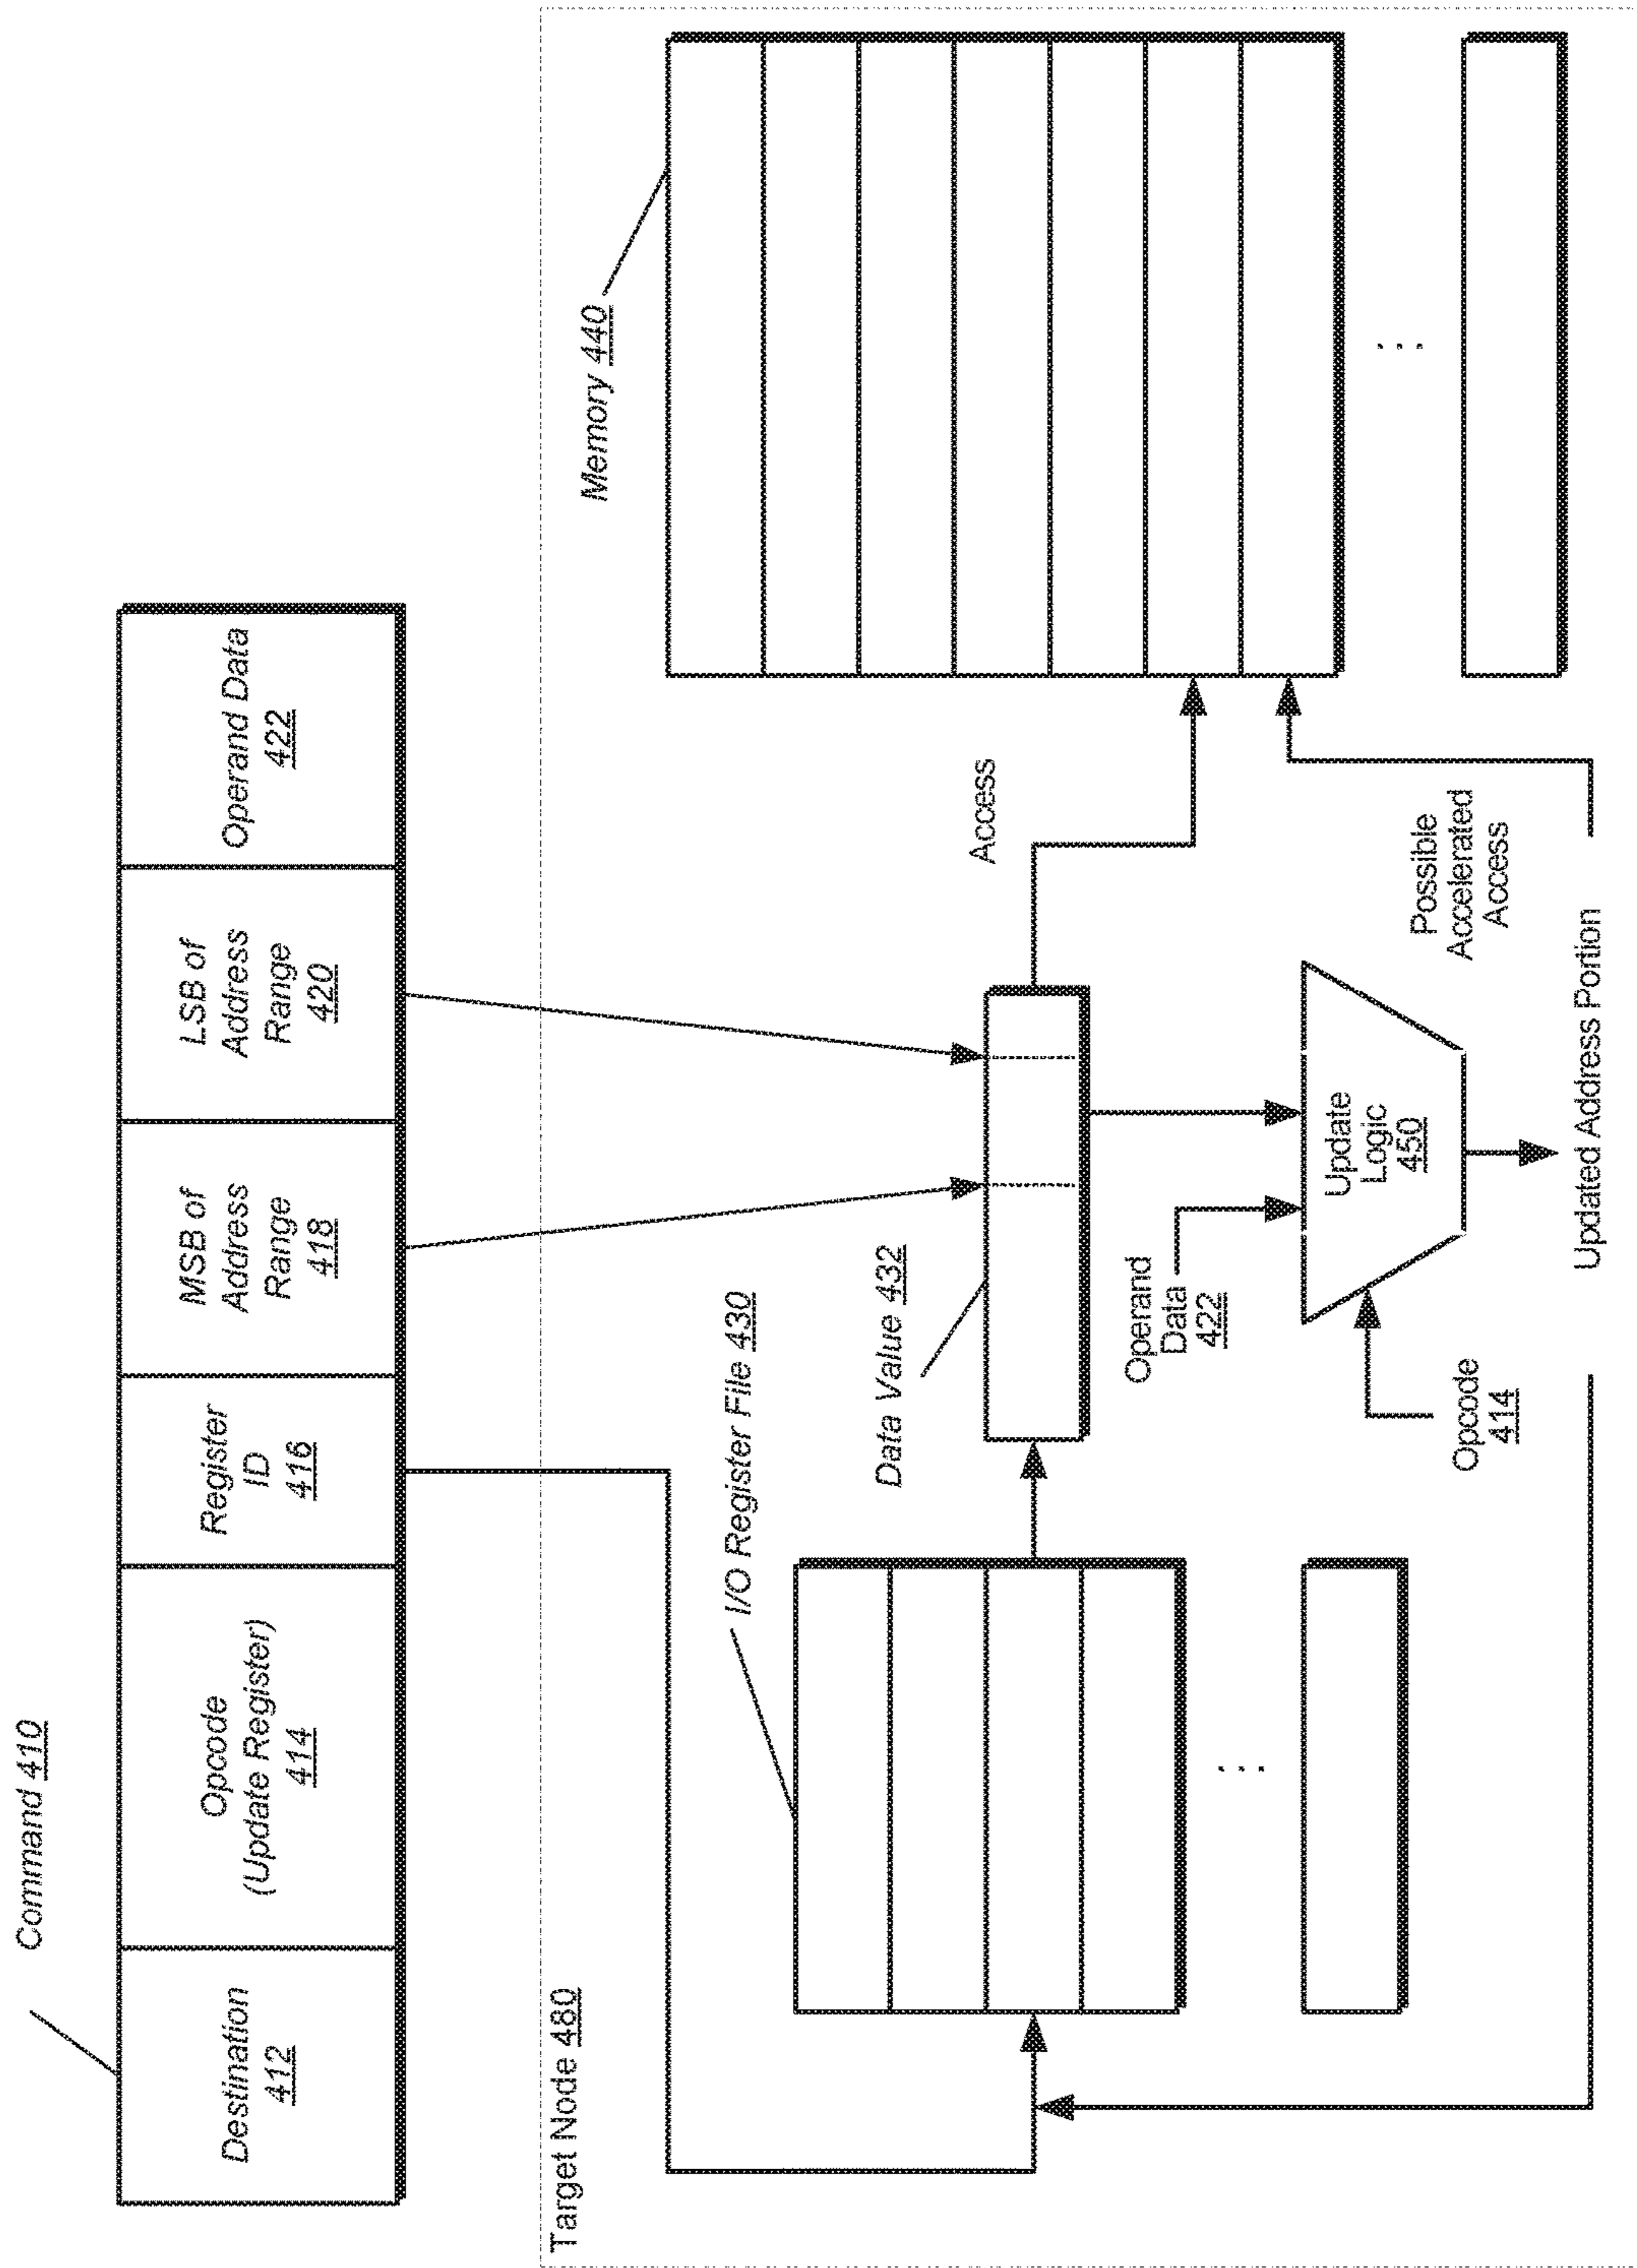 Command 410
Destination
412
Opcode
(Update Register)
414
Register
ID
416
MSB of
Address
Range
418
LSB of
Address
Range
420
Operand Data
422
Target Node 480
Memory 440
I/O Register File 430
Data Value 432
Access
Operand
Data
422
Update
Logic
450
Opcode
414
Possible
Accelerated
Access
Updated Address Portion
. . .
. . .